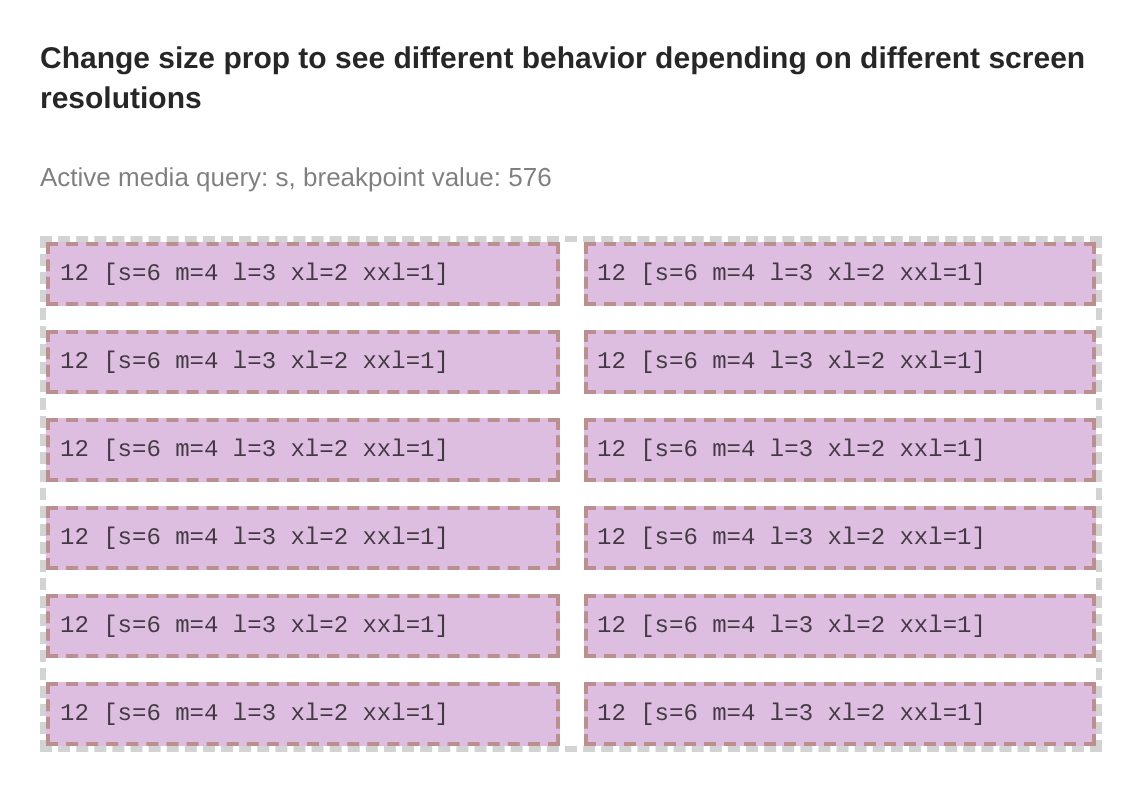 Change size prop to see different behavior depending on different screen
resolutions
Active media query: s, breakpoint value: 576
12 [s=6 m=4 l=3 xl=2 xxl=1] 12 [s=6 m=4 l=3 xl=2 xxl=1]
12 [s=6 m=4 l=3 xl=2 xxl=1] 12 [s=6 m=4 l=3 xl=2 xxl=1]
12 [s=6 m=4 l=3 xl=2 xxl=1] 12 [s=6 m=4 l=3 xl=2 xxl=1]
12 [s=6 m=4 l=3 xl=2 xxl=1] 12 [s=6 m=4 l=3 xl=2 xxl=1]
12 [s=6 m=4 l=3 xl=2 xxl=1] 12 [s=6 m=4 l=3 xl=2 xxl=1]
12 [s=6 m=4 l=3 xl=2 xxl=1] 12 [s=6 m=4 l=3 xl=2 xxl=1]